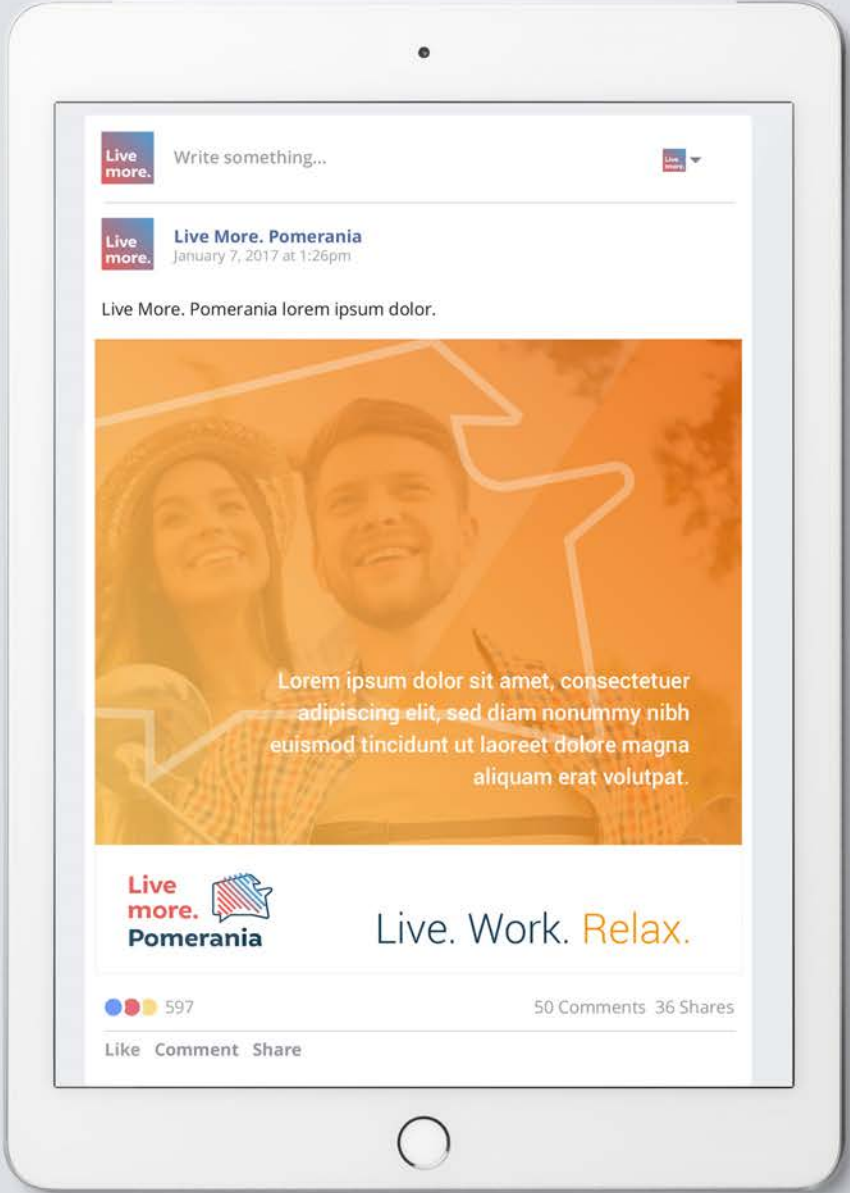 Live
more.
Write something...
Live
more.
Live
more.
Live More. Pomerania
January 7, 2017 at 1:26pm
Live More. Pomerania lorem ipsum dolor.
Lorem ipsum dolor sit amet, consectetuer
adipiscing elit, sed diam nonummy nibh
euismod tincidunt ut laoreet dolore magna
aliquam erat volutpat.
Live
more.
Pomerania
Live. Work. Relax.
597
50 Comments 36 Shares
Like Comment Share